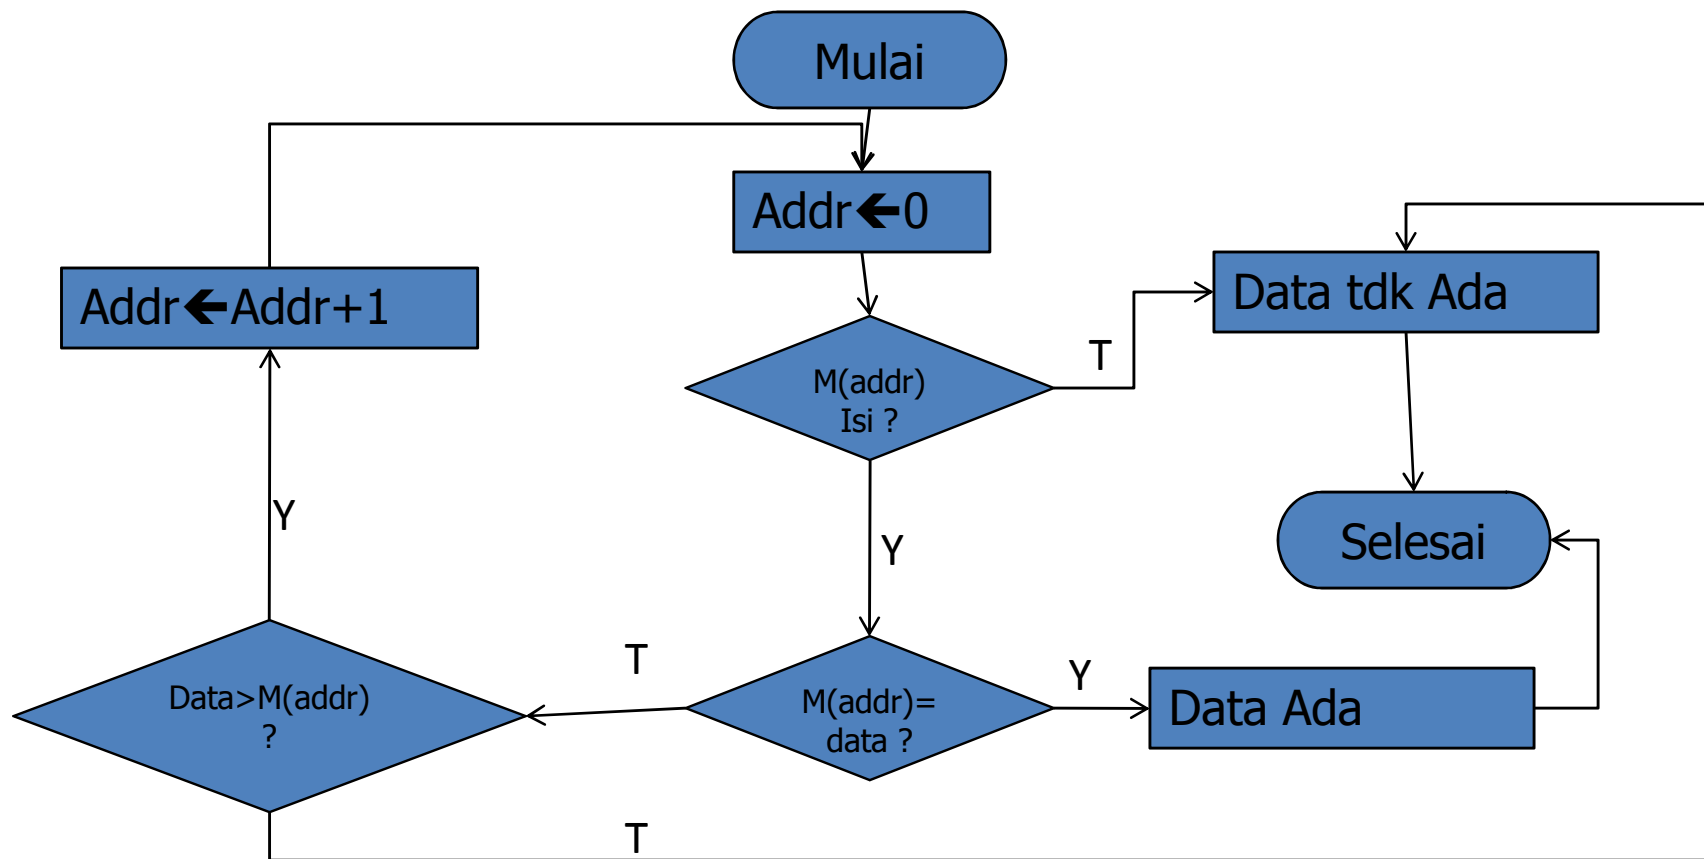 Mulai
Addr🡸0
Addr🡸Addr+1
Data tdk Ada
M(addr)
Isi ?
T
Y
Y
Selesai
Data>M(addr)
?
T
M(addr)=
data ?
Y
Data Ada
T